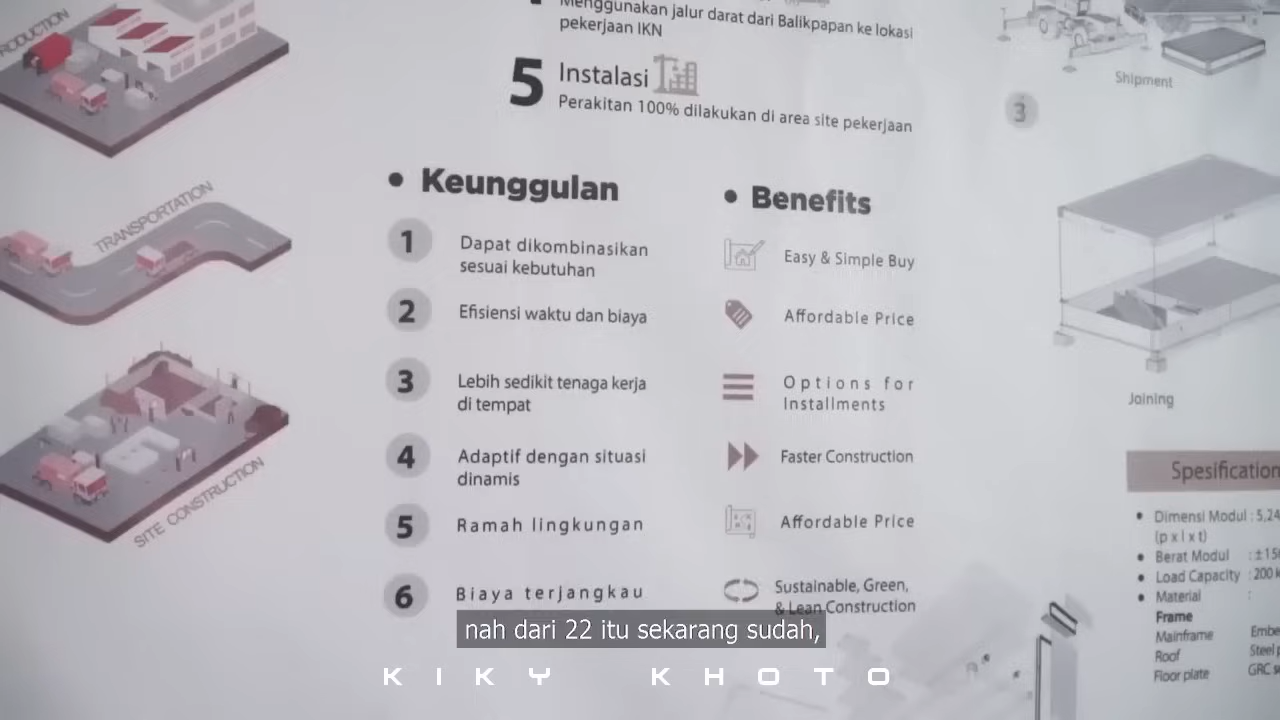 PRODUCTION
Menggunakan jalur darat dari Balikpapan ke lokasi
pekerjaan IKN
5 Instalasi
Perakitan 100% dilakukan di area site pekerjaan
TRANSPORTATION
SITE CONSTRUCTION
• Keunggulan
1 Dapat dikombinasikan
sesuai kebutuhan
2 Efisiensi waktu dan biaya
3 Lebih sedikit tenaga kerja
di tempat
4 Adaptif dengan situasi
dinamis
5 Ramah lingkungan
6 Biaya terjangkau
• Benefits
Easy & Simple Buy
Affordable Price
Options for
Installments
Faster Construction
Affordable Price
Sustainable, Green,
& Lean Construction
Shipment
3
Joining
Spesification
• Dimensi Modul : 5,24
(p x l x t)
• Berat Modul : ±15
• Load Capacity : 200
• Material :
Frame
Mainframe
Roof Steel
Floor plate GRC
nah dari 22 itu sekarang sudah,
KIKY KHOTO